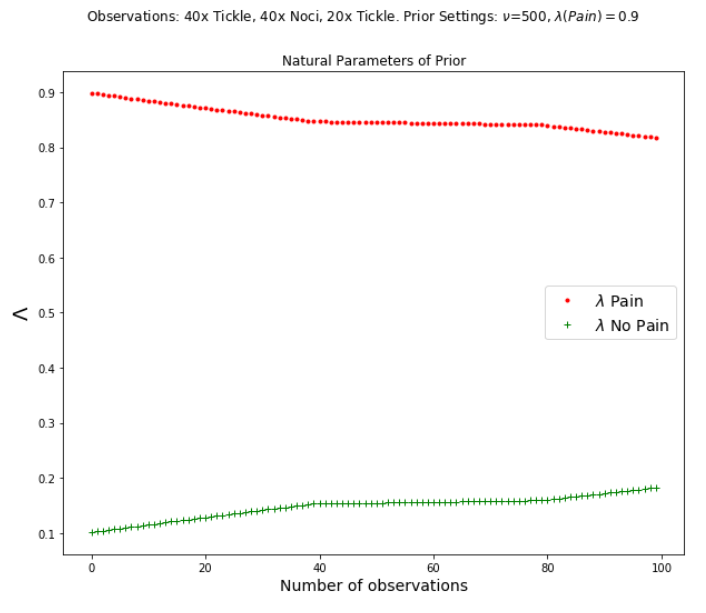 Observations: 40x Tickle, 40x Noci, 20x Tickle. Prior Settings: ν=500, λ(Pain) = 0.9
Natural Parameters of Prior
0.9
0.8
0.7
0.6
0.5
0.4
0.3
0.2
0.1
Λ
λ Pain
λ No Pain
0 20 40 60 80 100
Number of observations